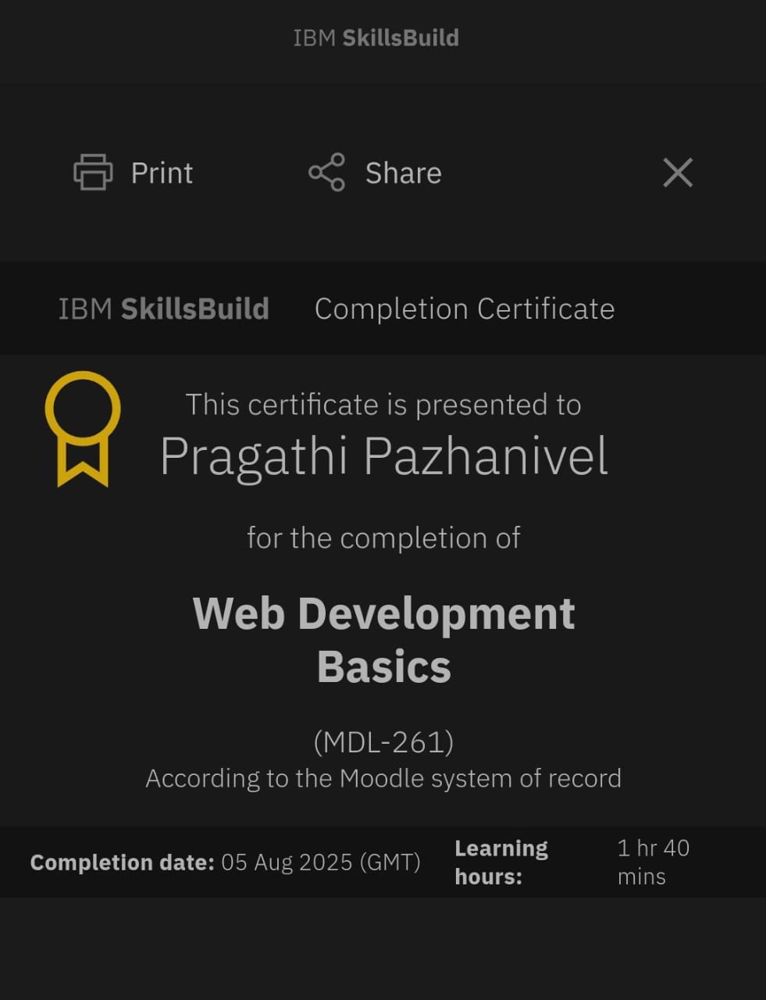 IBM SkillsBuild
Print
Share
IBM SkillsBuild
Completion Certificate
This certificate is presented to
Pragathi Pazhanivel
for the completion of
Web Development
Basics
(MDL-261)
According to the Moodle system of record
Completion date: 05 Aug 2025 (GMT)
Learning hours:
1 hr 40 mins